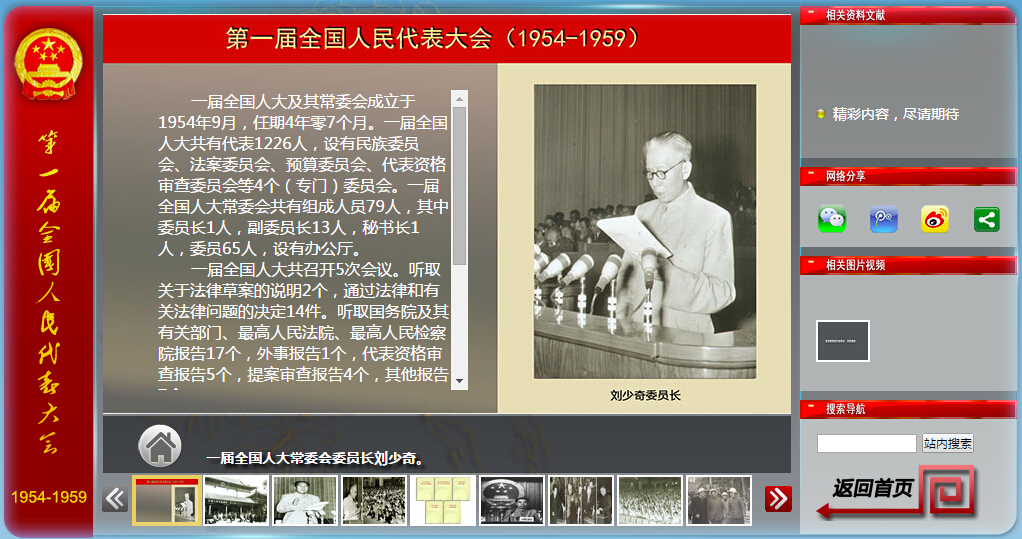 第一届全国人民代表大会
1954-1959
第一届全国人民代表大会（1954-1959）
一届全国人大及其常委会成立于
1954年9月，任期4年零7个月。一届全国
人大共有代表1226人，设有民族委员
会、法案委员会、预算委员会、代表资格
审查委员会等4个（专门）委员会。一届
全国人大常委会共有组成人员79人，其中
委员长1人，副委员长13人，秘书长1
人，委员65人，设有办公厅。
一届全国人大共召开5次会议。听取
关于法律草案的说明2个，通过法律和有
关法律问题的决定14件。听取国务院及其
有关部门、最高人民法院、最高人民检察
院报告17个，外事报告1个，代表资格审
查报告5个，提案审查报告4个，其他报告
刘少奇委员长
一届全国人大常委会委员长刘少奇。
相关资料文献
精彩内容，尽请期待
网络分享
相关图片视频
搜索导航
站内搜索
返回首页